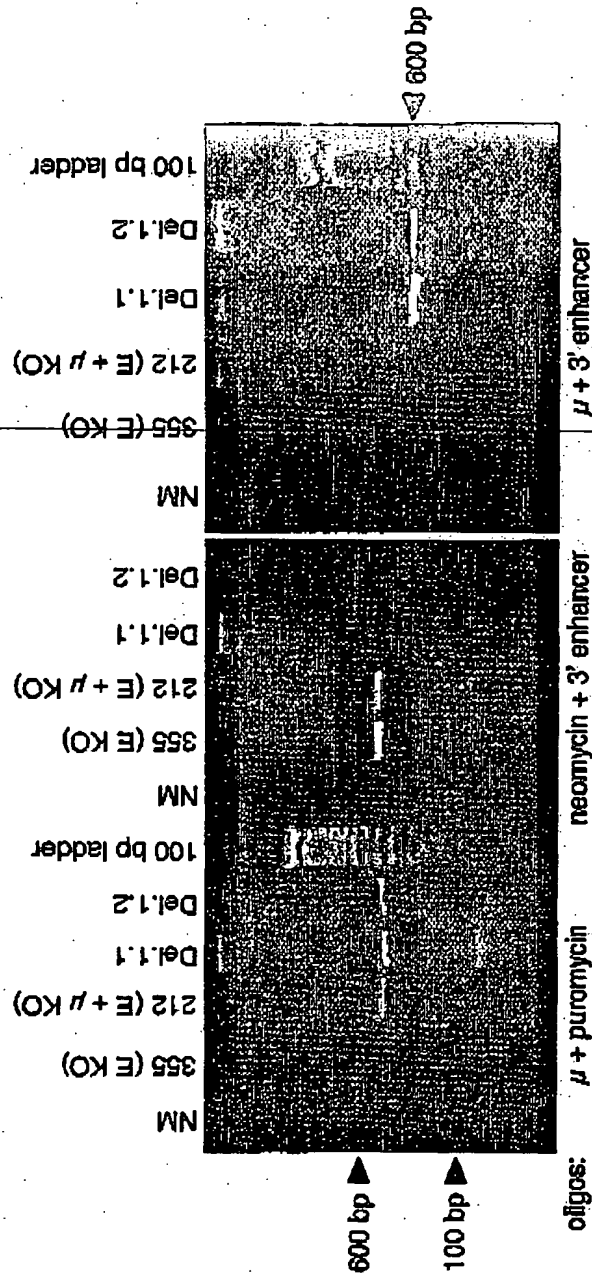 NM
355 (E KO)
212 (E + μ KO)
Del.1.1
Del.1.2
100 bp ladder
NM
355 (E KO)
212 (E + μ KO)
Del.1.1
Del.1.2
NM
355 (E KO)
212 (E + μ KO)
Del.1.1
Del.1.2
100 bp ladder
600 bp
100 bp
600 bp
oligos:
μ + puromycin
neomycin + 3' enhancer
μ + 3' enhancer